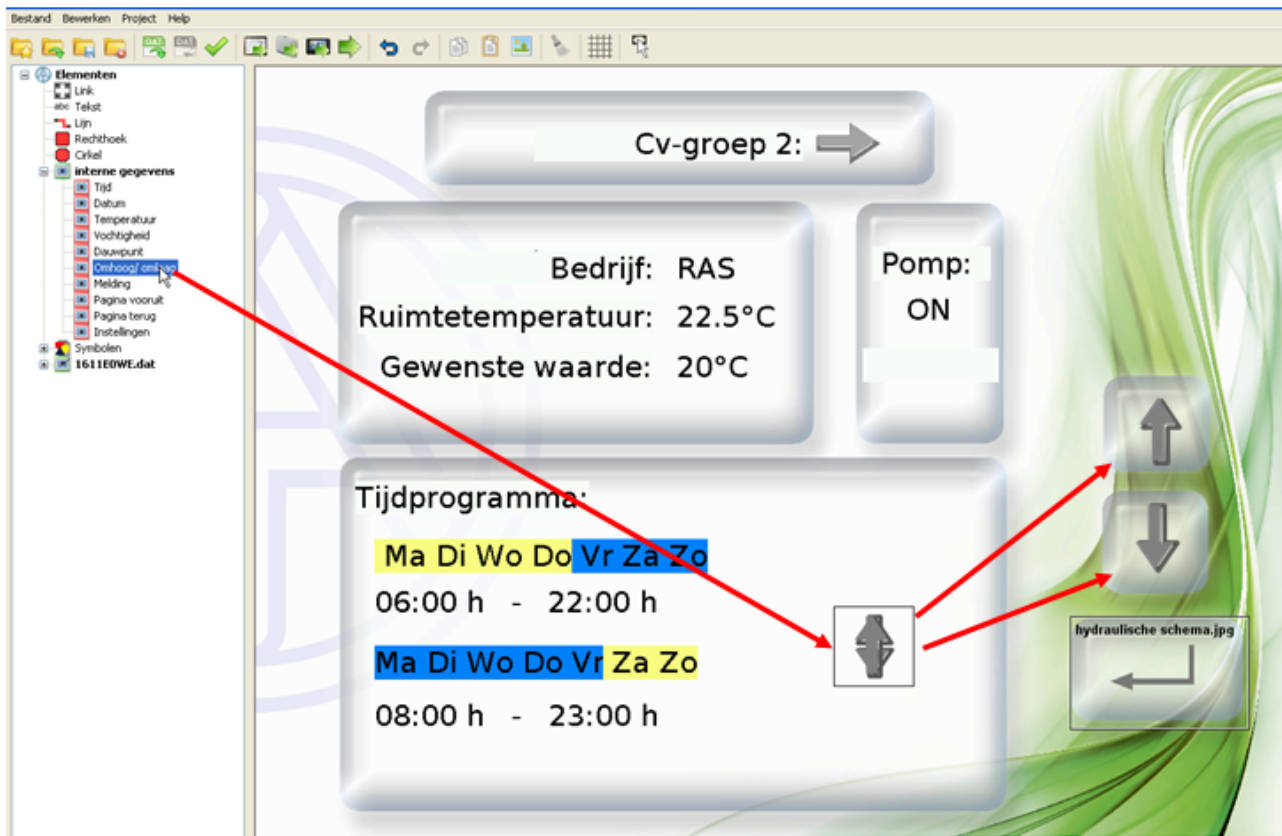 Bestand Bewerken Project Help
Elementen
Link
abc Tekst
Lijn
Rechthoek
Cirkel
interne gegevens
Tijd
Datum
Temperatuur
Vochtigheid
Dauwpunt
Omhoog/ omlaag
Melding
Pagina vooruit
Pagina terug
Instellingen
Symbolen
1611E0WE.dat
Cv-groep 2:
Bedrijf: RAS
Ruimtetemperatuur: 22.5°C
Gewenste waarde: 20°C
Pomp:
ON
Tijdprogramma:
Ma Di Wo Do Vr Za Zo
06:00 h - 22:00 h
Ma Di Wo Do Vr Za Zo
08:00 h - 23:00 h
hydraulische schema.jpg